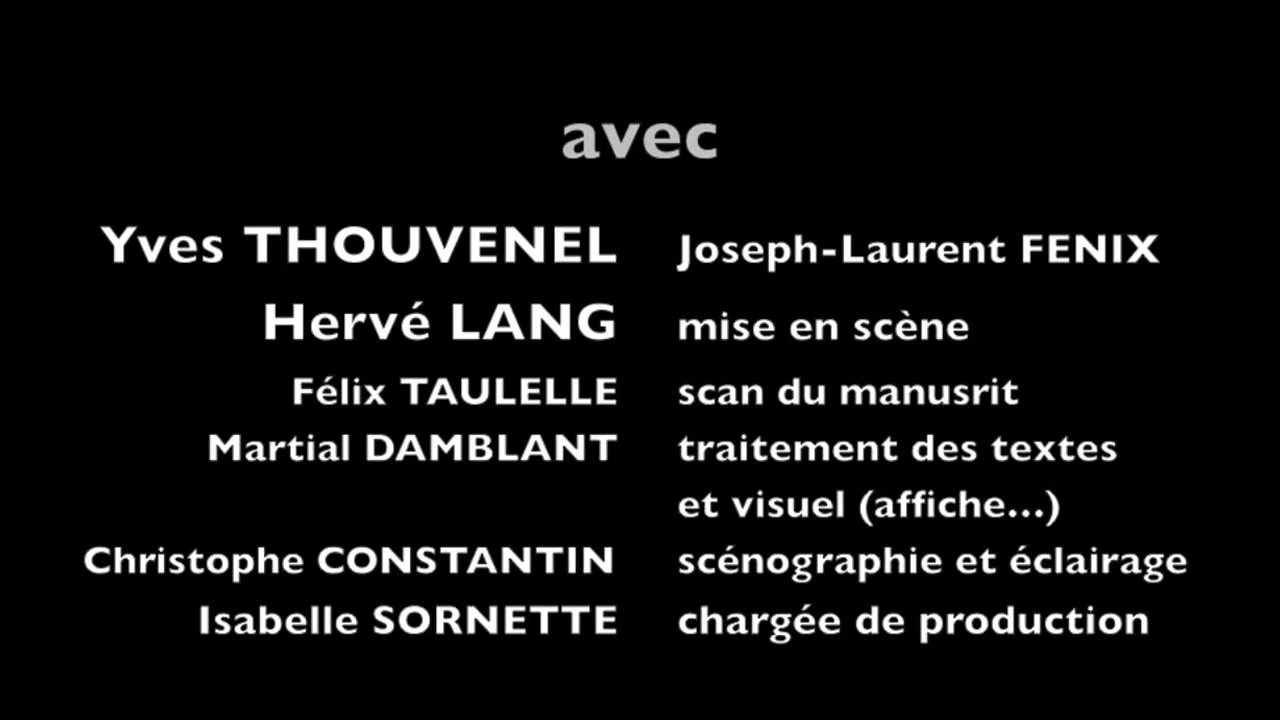 avec
Yves THOUVENEL Joseph-Laurent FENIX
Hervé LANG mise en scène
Félix TAULELLE scan du manusrit
Martial DAMBLANT traitement des textes
et visuel (affiche...)
Christophe CONSTANTIN scénographie et éclairage
Isabelle SORNETTE chargée de production